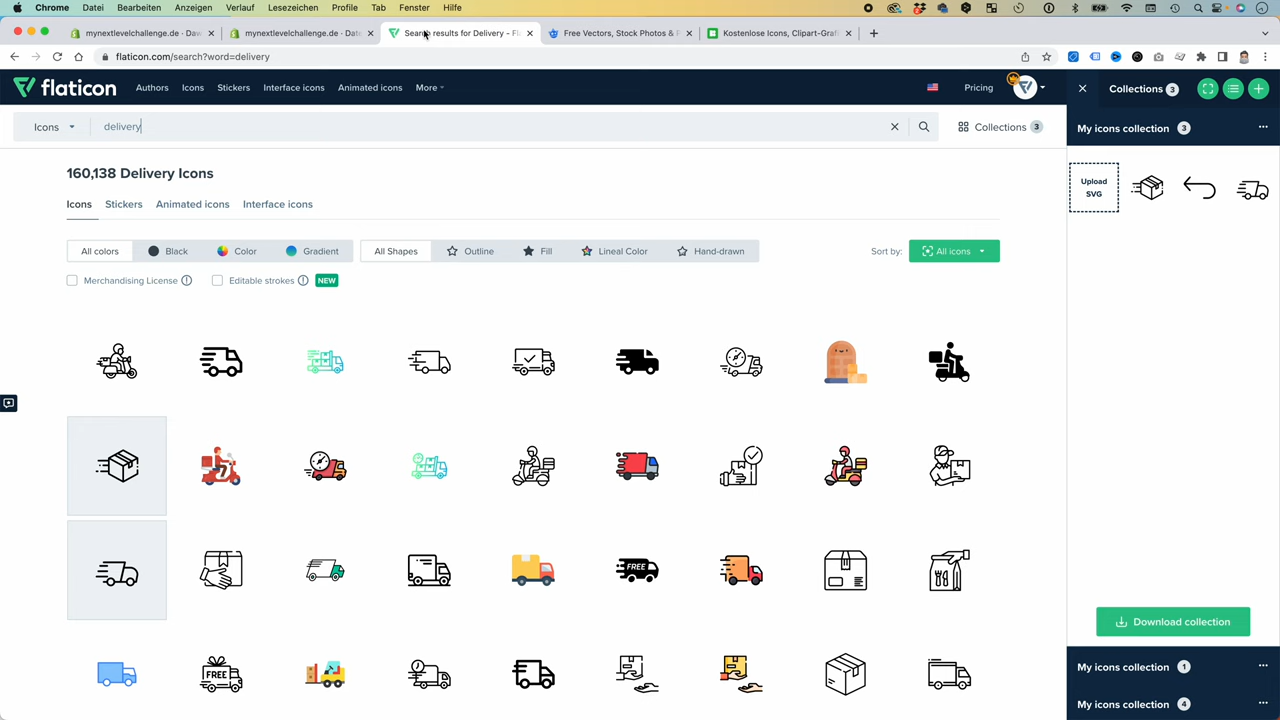 Chrome Datei Bearbeiten Anzeigen Verlauf Lesezeichen Profile Tab Fenster Hilfe
mynextlevelchallenge.de - Daw
mynextlevelchallenge.de - Date
Search results for Delivery - Fla
Free Vectors, Stock Photos & P
Kostenlose Icons, Clipart-Grafi
flaticon.com/search?word=delivery
flaticon
Authors Icons Stickers Interface icons Animated icons More
Pricing
Collections 3
Icons
delivery
Collections 3
My icons collection 3
160,138 Delivery Icons
Upload SVG
Icons Stickers Animated icons Interface icons
All colors Black Color Gradient All Shapes Outline Fill Lineal Color Hand-drawn
Sort by: All icons
Merchandising License Editable strokes NEW
FREE
FREE
Download collection
My icons collection 1
My icons collection 4